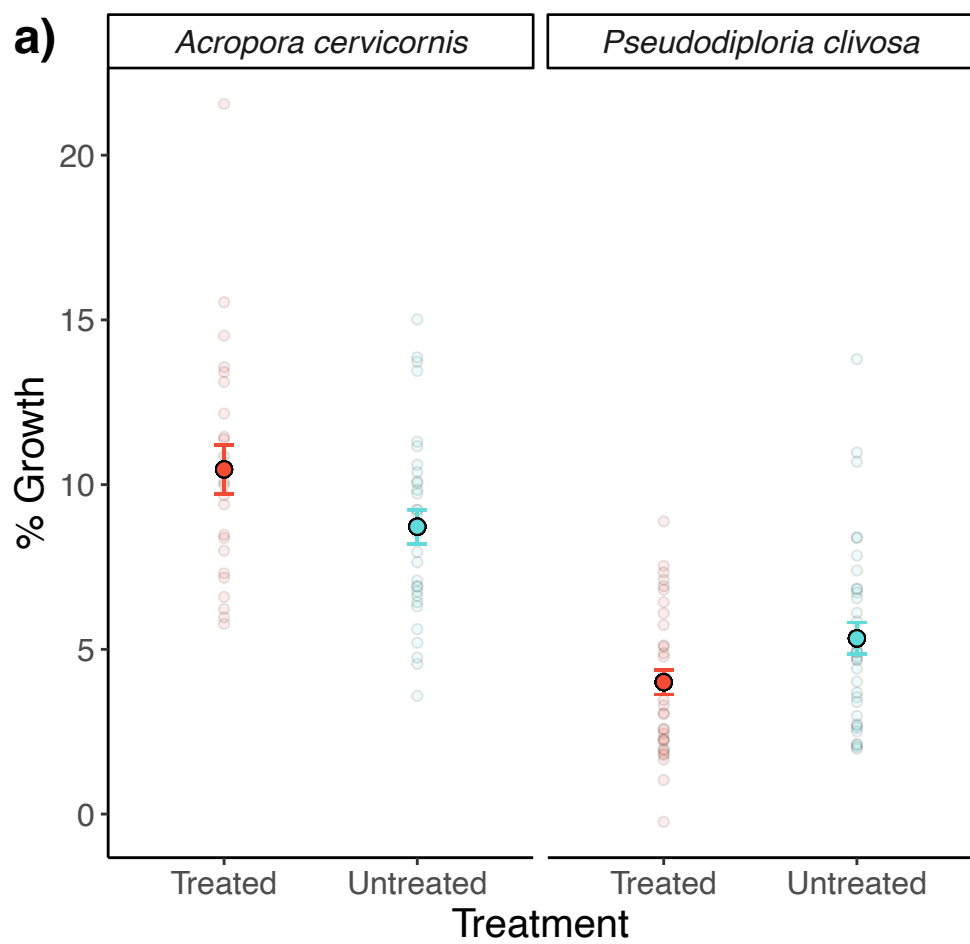 a)
Acropora cervicornis
Pseudodiploria clivosa
% Growth
20
15
10
5
0
Treated
Untreated
Treated
Untreated
Treatment